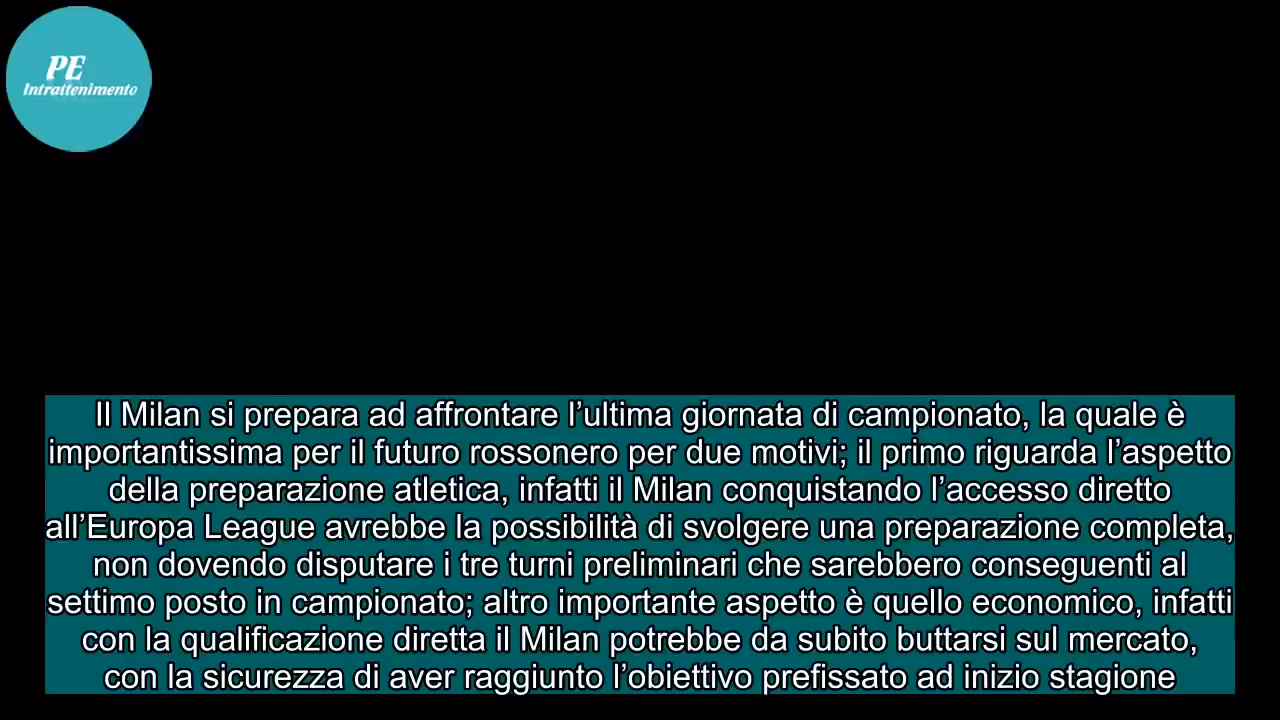 PE
Intrattenimento
Il Milan si prepara ad affrontare l’ultima giornata di campionato, la quale è
importantissima per il futuro rossonero per due motivi; il primo riguarda l’aspetto
della preparazione atletica, infatti il Milan conquistando l’accesso diretto
all’Europa League avrebbe la possibilità di svolgere una preparazione completa,
non dovendo disputare i tre turni preliminari che sarebbero conseguenti al
settimo posto in campionato; altro importante aspetto è quello economico, infatti
con la qualificazione diretta il Milan potrebbe da subito buttarsi sul mercato,
con la sicurezza di aver raggiunto l’obiettivo prefissato ad inizio stagione